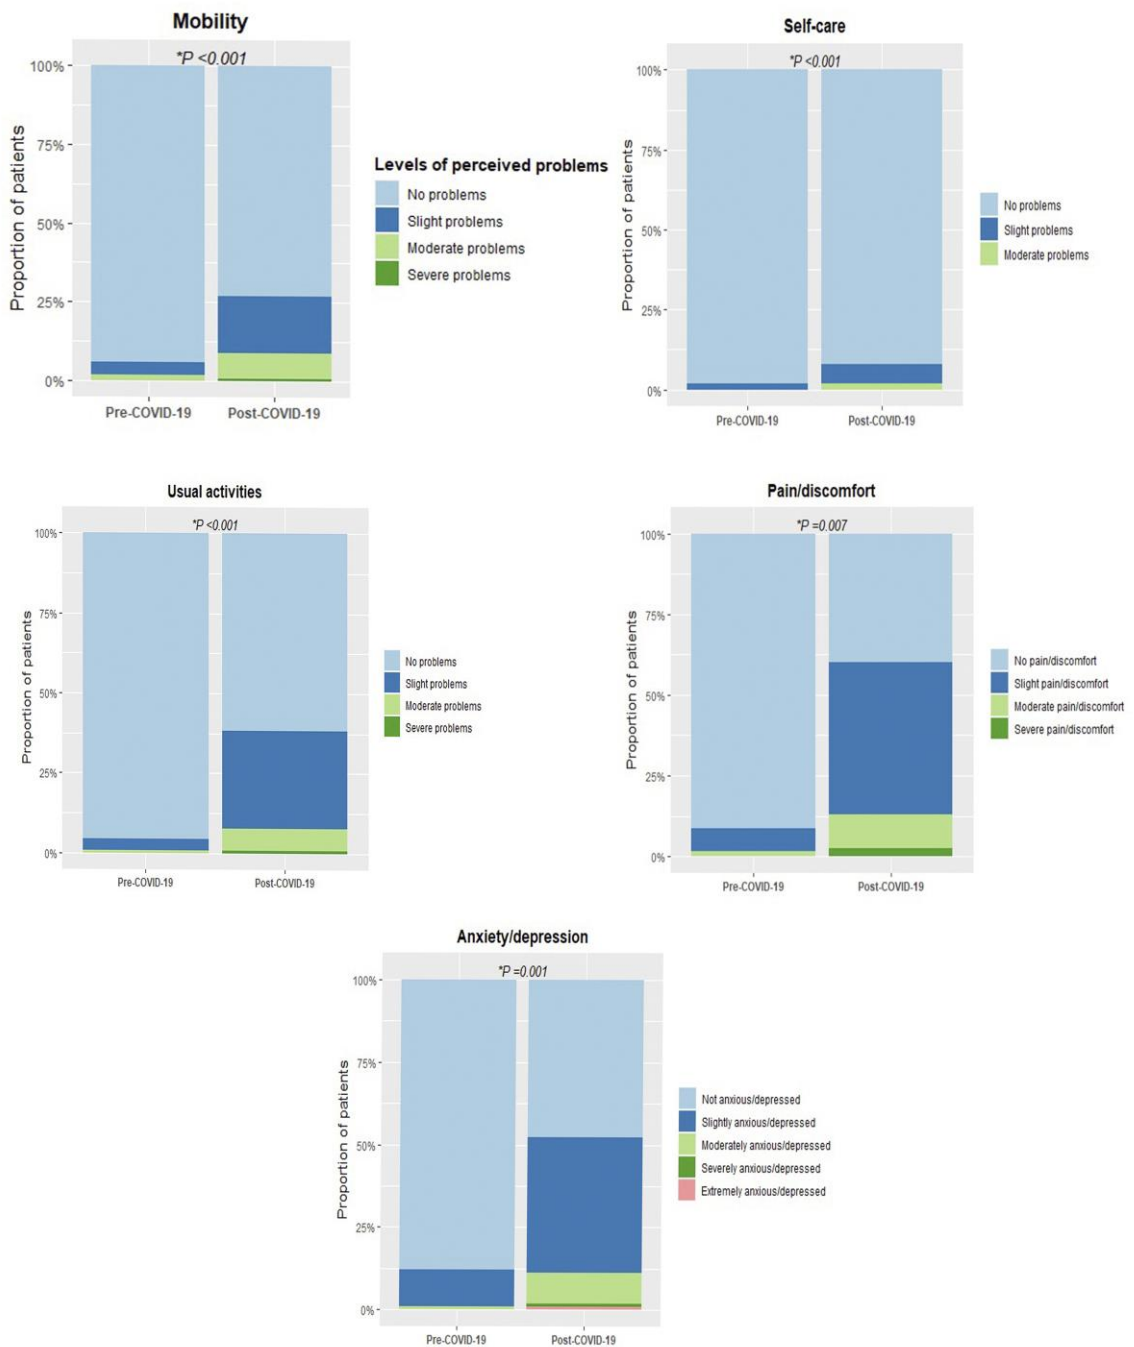 Mobility
*P <0.001
100%
75%
50%
25%
0%
Proportion of patients
Pre-COVID-19 Post-COVID-19
Levels of perceived problems
No problems
Slight problems
Moderate problems
Severe problems
Self-care
*P <0.001
100%
75%
50%
25%
0%
Proportion of patients
Pre-COVID-19 Post-COVID-19
No problems
Slight problems
Moderate problems
Usual activities
*P <0.001
100%
75%
50%
25%
0%
Proportion of patients
Pre-COVID-19 Post-COVID-19
No problems
Slight problems
Moderate problems
Severe problems
Pain/discomfort
*P =0.007
100%
75%
50%
25%
0%
Proportion of patients
Pre-COVID-19 Post-COVID-19
No pain/discomfort
Slight pain/discomfort
Moderate pain/discomfort
Severe pain/discomfort
Anxiety/depression
*P =0.001
100%
75%
50%
25%
0%
Proportion of patients
Pre-COVID-19 Post-COVID-19
Not anxious/depressed
Slightly anxious/depressed
Moderately anxious/depressed
Severely anxious/depressed
Extremely anxious/depressed